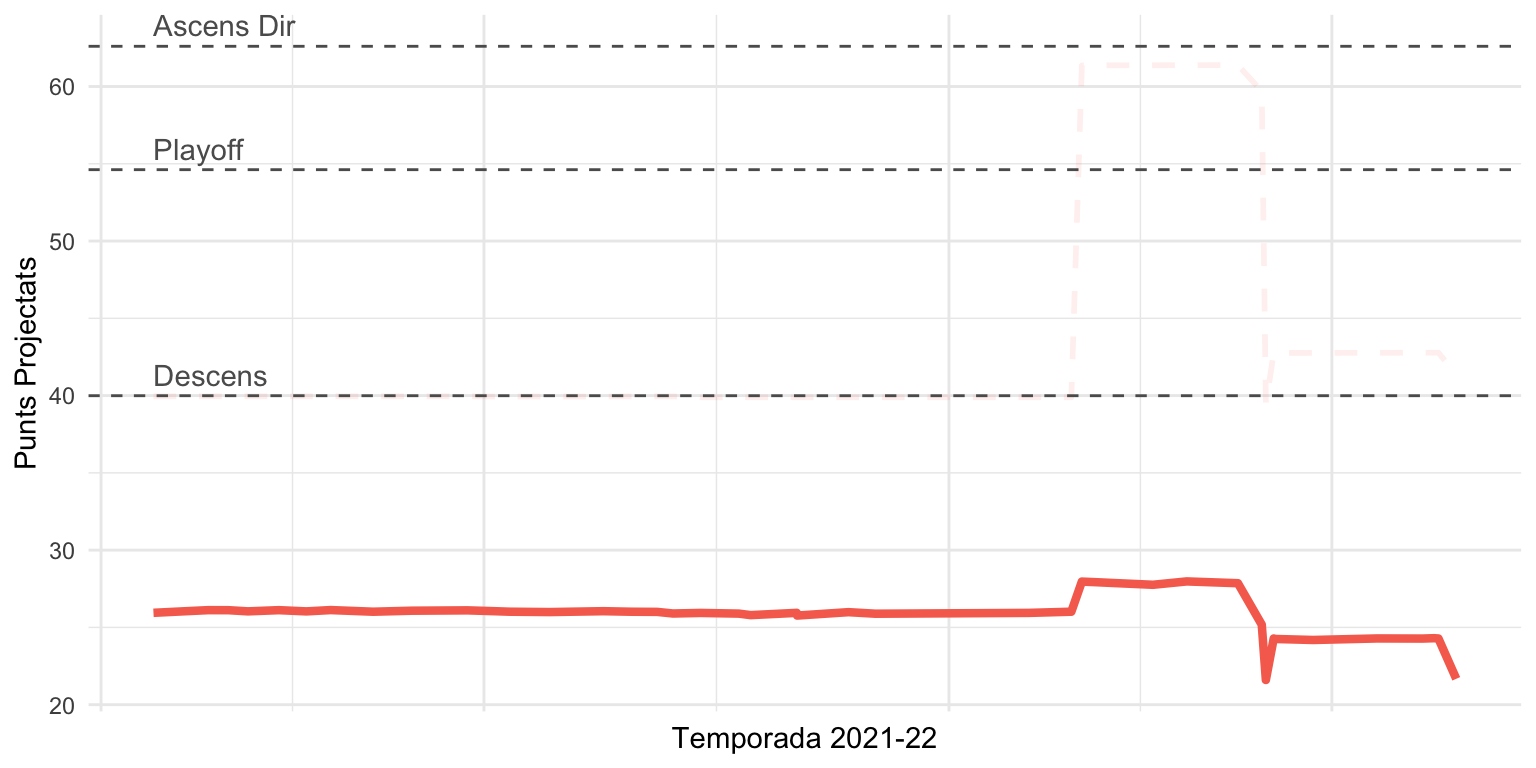 Ascens Dir
60
Playoff
50
Descens
40
30
20
Punts Projectats
Temporada 2021-22